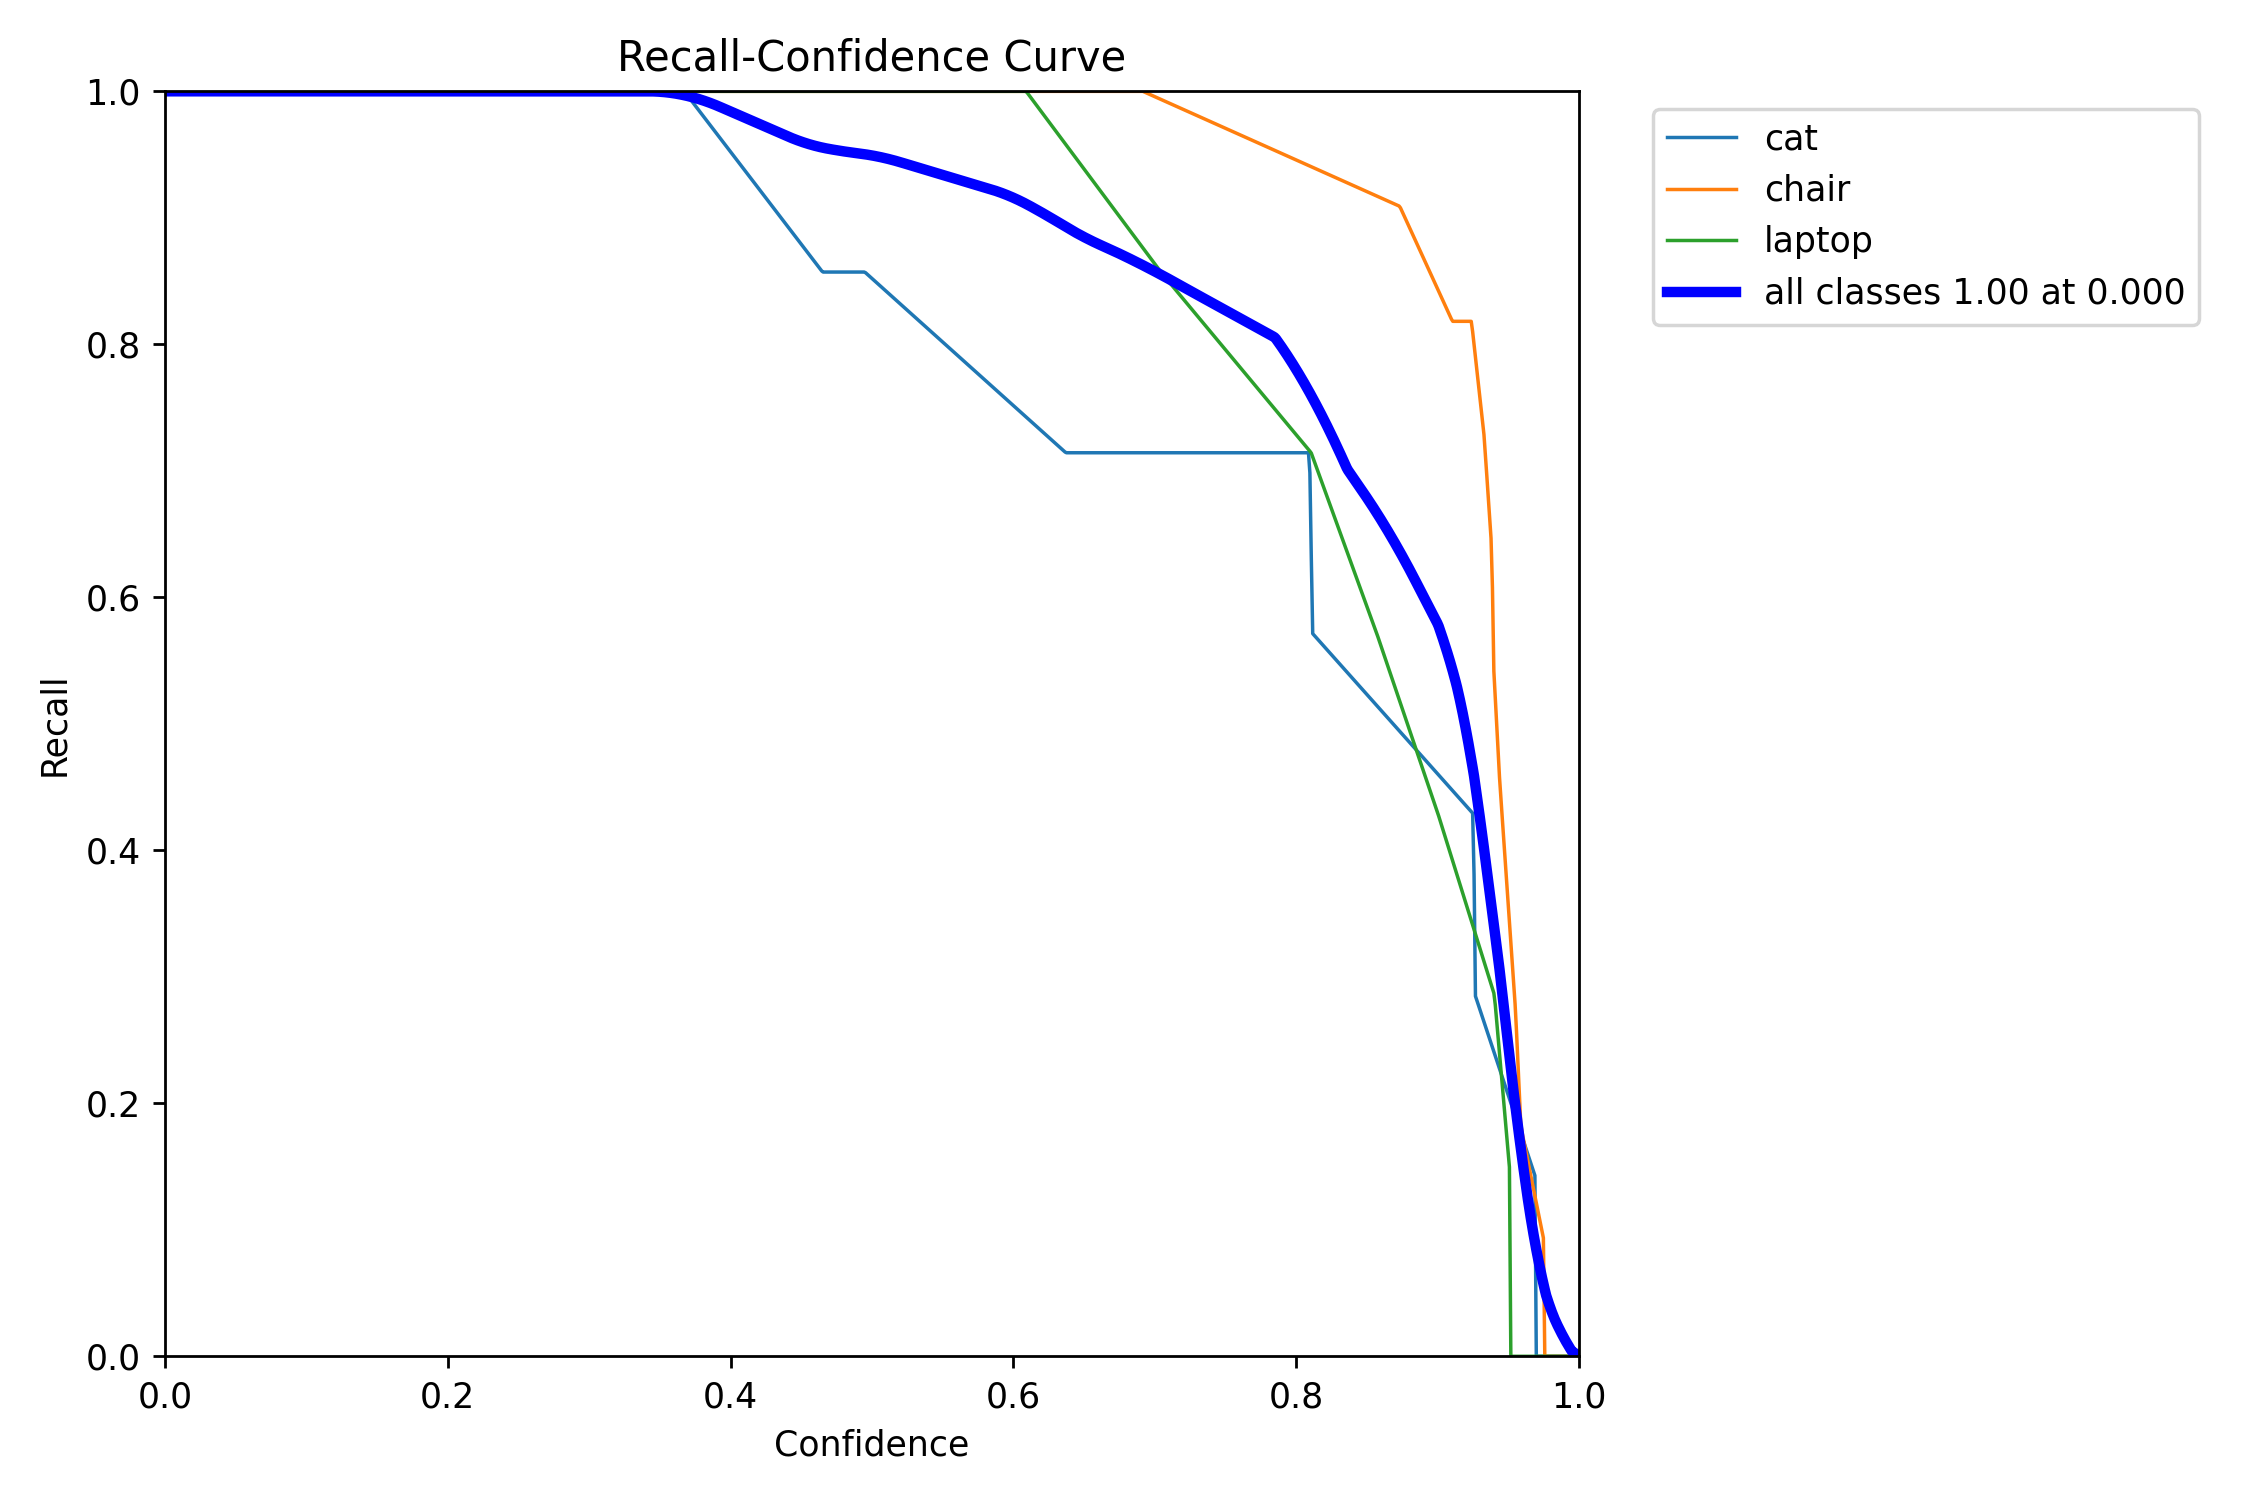 Recall-Confidence Curve
1.0
0.8
0.6
0.4
0.2
0.0
Recall
0.0 0.2 0.4 0.6 0.8 1.0
Confidence
cat
chair
laptop
all classes 1.00 at 0.000